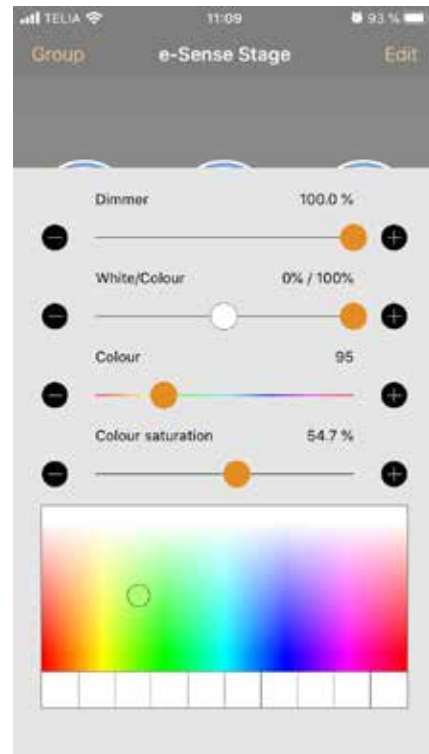 TELIA 11:09 93 %
Group e-Sense Stage Edit
Dimmer 100.0 %
White/Colour 0% / 100%
Colour 95
Colour saturation 54.7 %